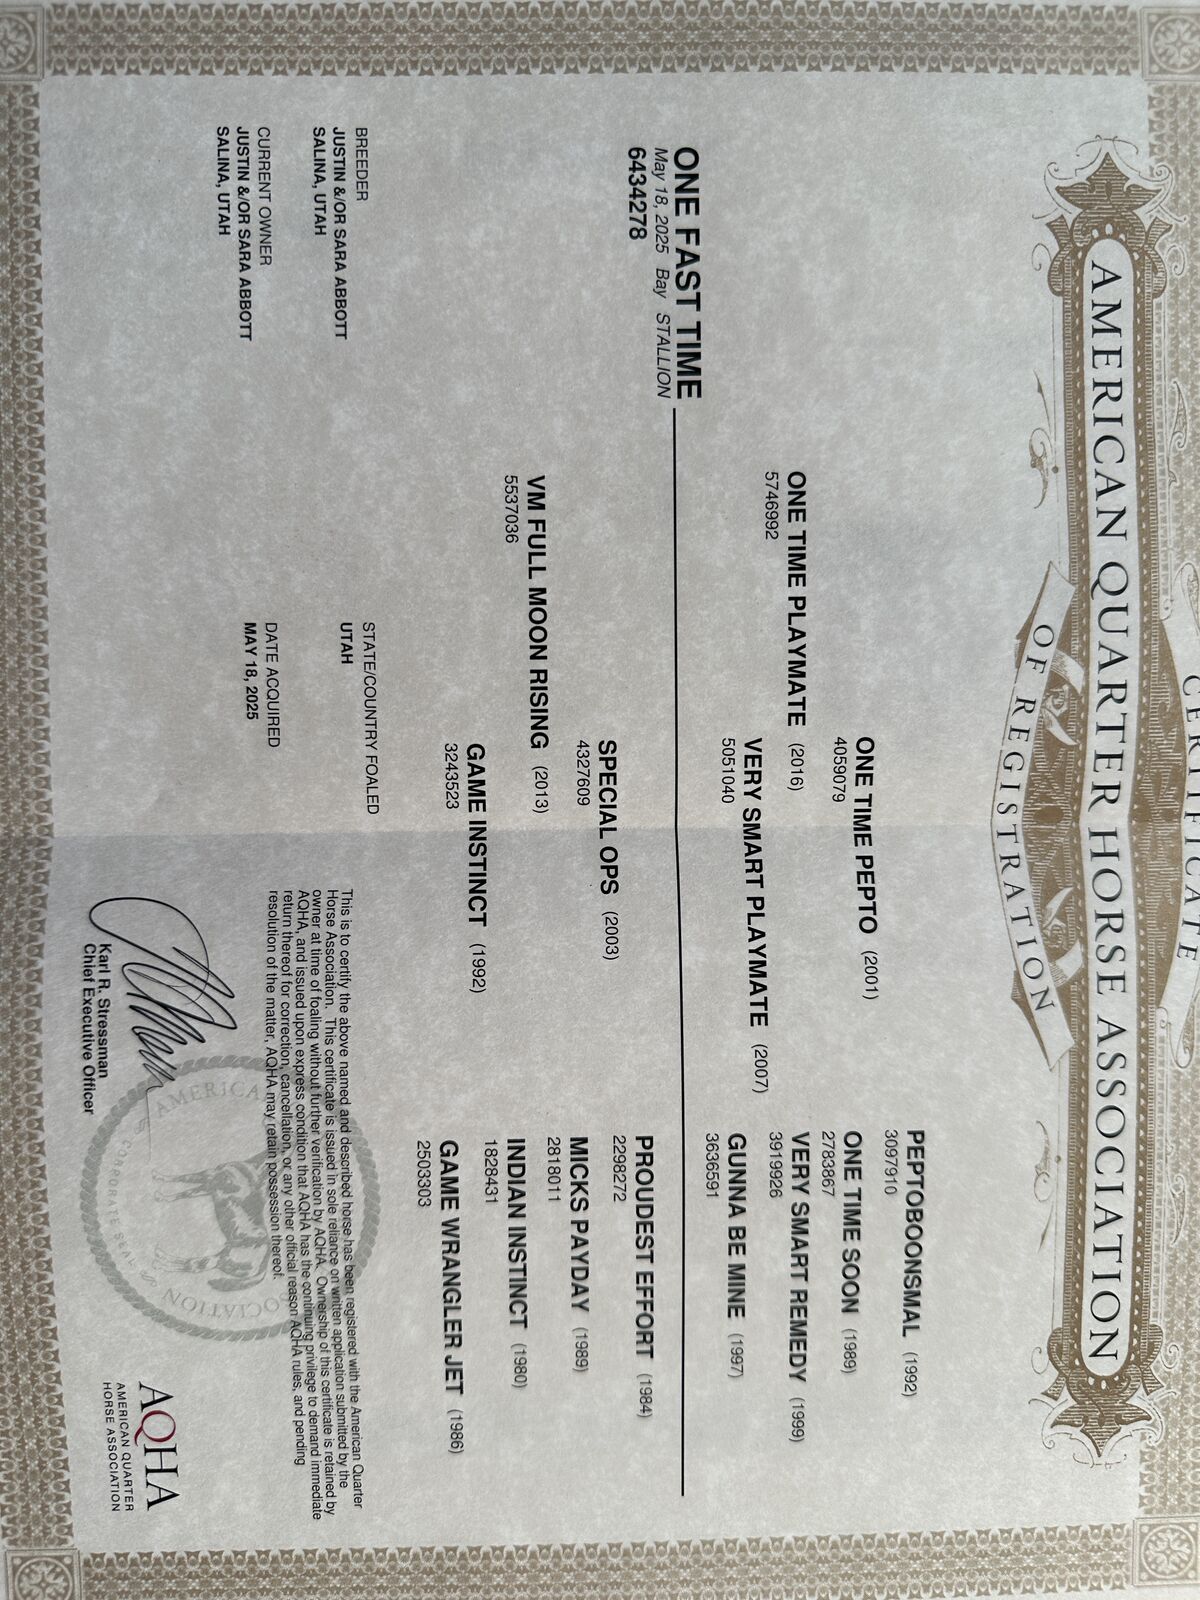 CERTIFICATE
AMERICAN QUARTER HORSE ASSOCIATION
OF REGISTRATION
PEPTOBOONSMAL (1992)
3097910
ONE TIME PEPTO (2001)
4059079
ONE TIME SOON (1989)
2783867
ONE TIME PLAYMATE (2016)
5746992
VERY SMART REMEDY (1999)
3919926
VERY SMART PLAYMATE (2007)
5051040
GUNNA BE MINE (1997)
3636591
ONE FAST TIME
May 18, 2025 Bay STALLION
6434278
PROUDEST EFFORT (1984)
2298272
SPECIAL OPS (2003)
4327609
MICKS PAYDAY (1989)
2818011
VM FULL MOON RISING (2013)
5537036
INDIAN INSTINCT (1980)
1828431
GAME INSTINCT (1992)
3243523
GAME WRANGLER JET (1986)
2503303
BREEDER
JUSTIN &/OR SARA ABBOTT
SALINA, UTAH
STATE/COUNTRY FOALED
UTAH
CURRENT OWNER
JUSTIN &/OR SARA ABBOTT
SALINA, UTAH
DATE ACQUIRED
MAY 18, 2025
This is to certify the above named and described horse has been registered with the American Quarter
Horse Association. This certificate is issued in sole reliance on written application submitted by the
owner at time of foaling without further verification by AQHA. Ownership of this certificate is retained by
AQHA, and issued upon express condition that AQHA has the continuing privilege to demand immediate
return thereof for correction, cancellation, or any other official reason AQHA rules, and pending
resolution of the matter, AQHA may retain possession thereof.
Karl R. Stressman
Chief Executive Officer
CORPORATE SEAL
AQHA
AMERICAN QUARTER
HORSE ASSOCIATION